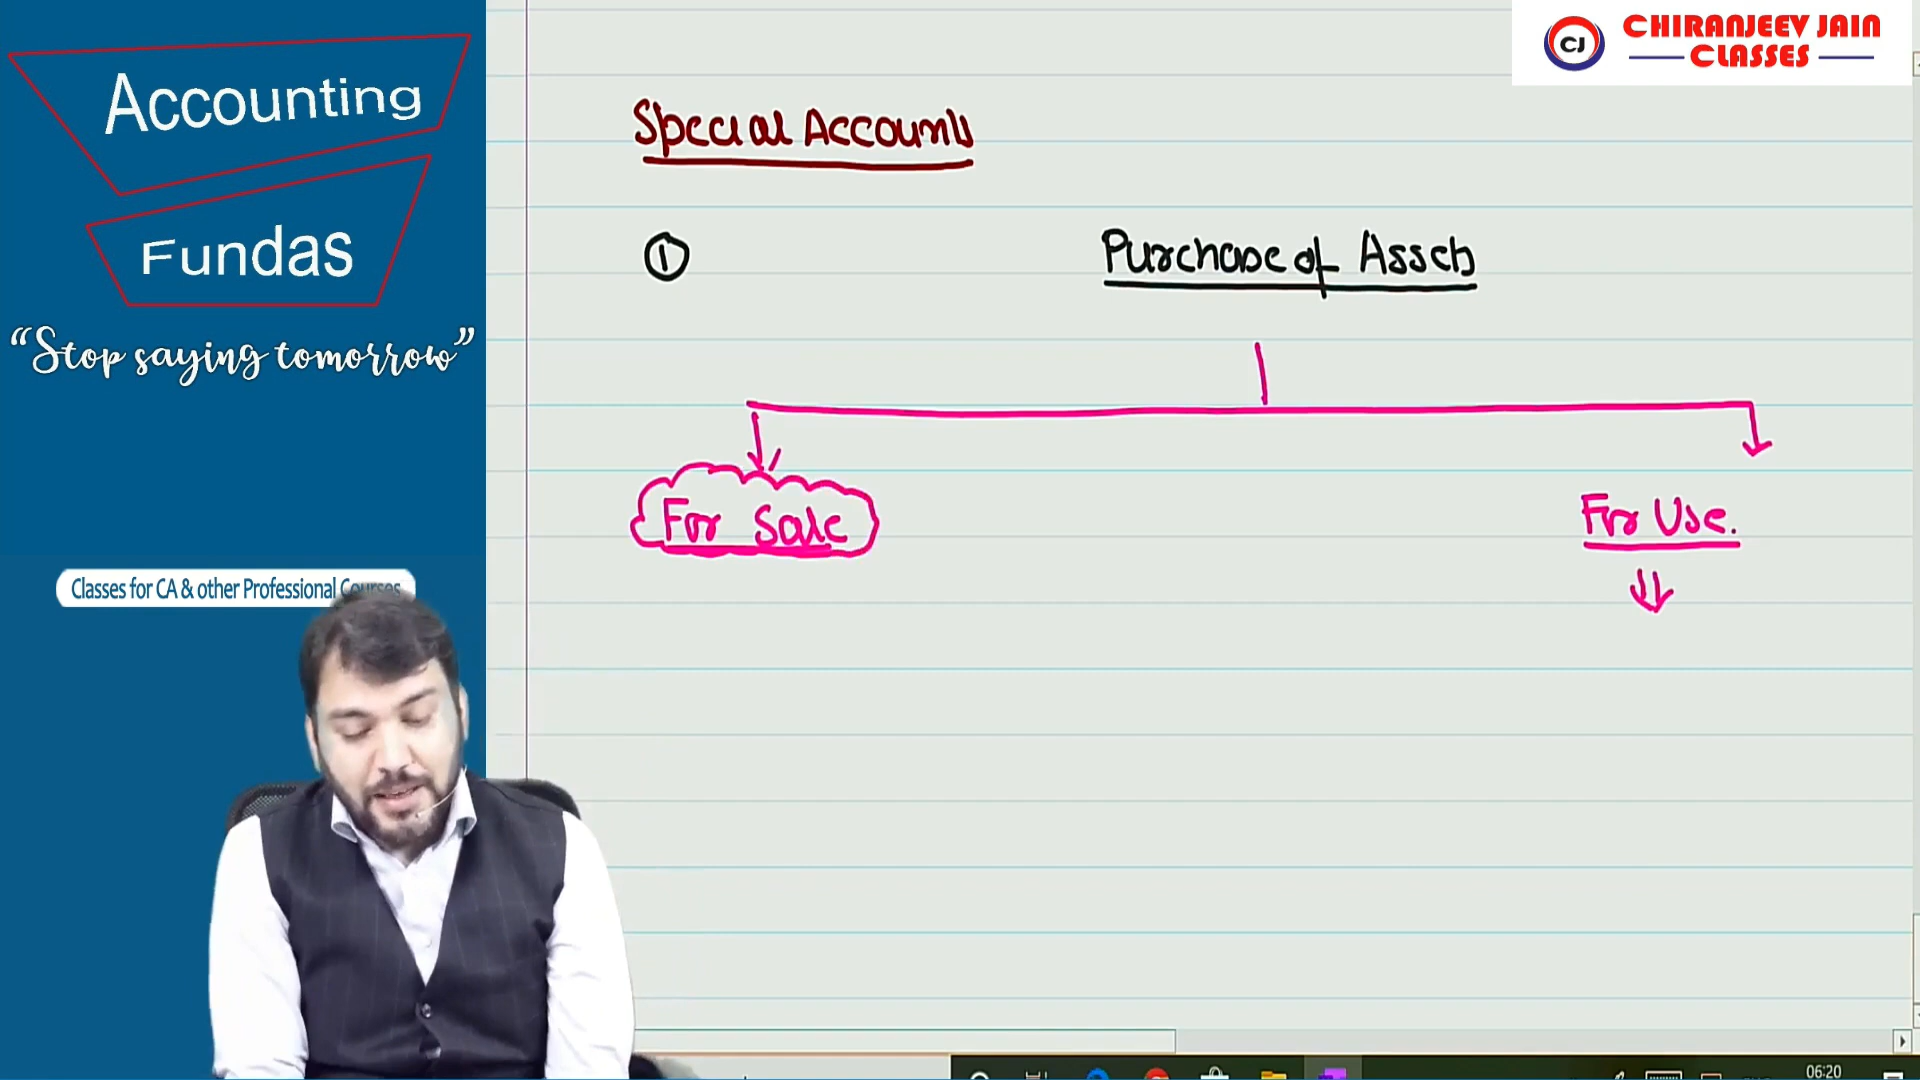 Accounting
Fundas
“Stop saying tomorrow”
Classes for CA & other Professional Courses
CJ
CHIRANJEEV JAIN
CLASSES
Special Accounts
① Purchase of Assets
For Sale
For Use.
06:20